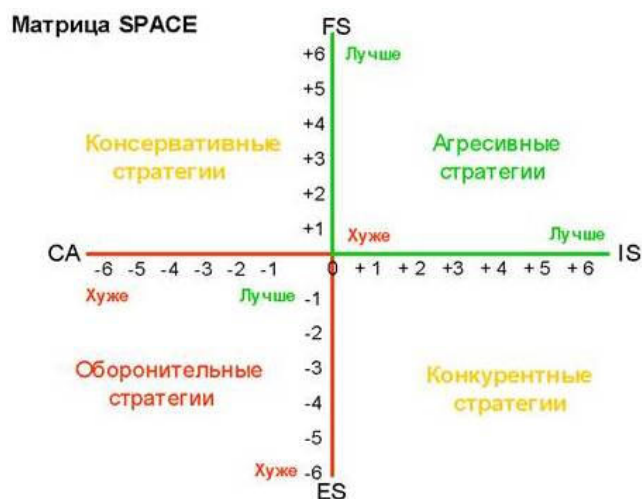 Матрица SPACE
FS
+6 Лучше
+5
+4
Консервативные
стратегии
Агресивные
стратегии
+3
+2
+1
Хуже
Лучше
CA
IS
-6 -5 -4 -3 -2 -1 0 + 1 + 2 +3 + 4 + 5 + 6
Хуже
Лучше
-1
-2
-3
Оборонительные
стратегии
Конкурентные
стратегии
-4
-5
Хуже -6
ES